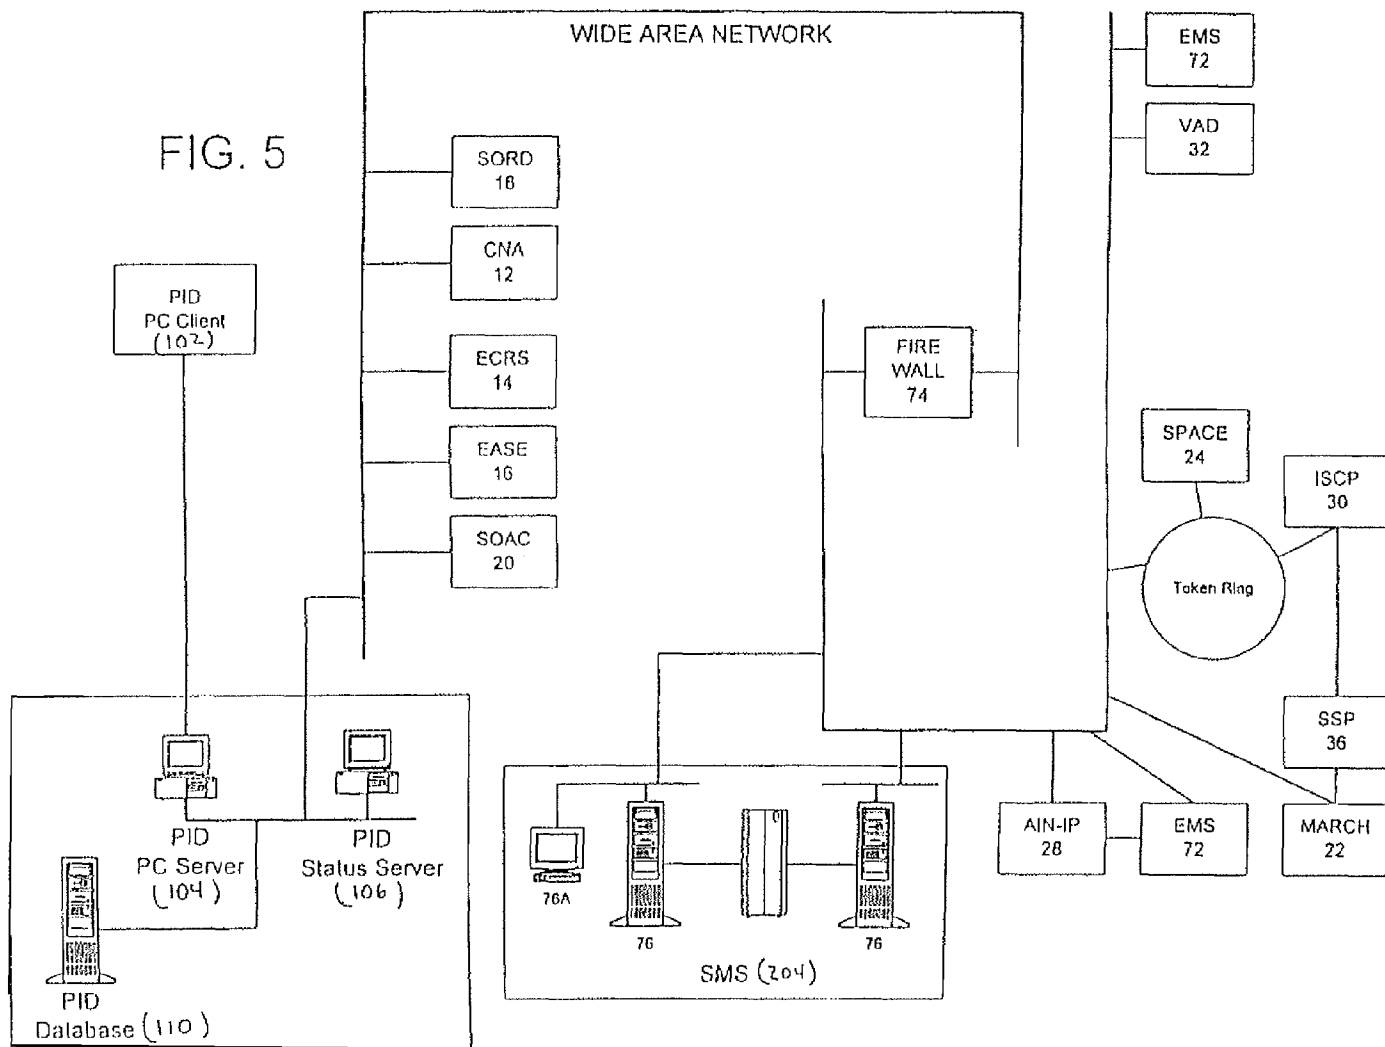 WIDE AREA NETWORK
EMS
72
VAD
32
FIG. 5
SORD
18
CNA
12
PID
PC Client
(102)
ECRS
14
FIRE
WALL
74
EASE
16
SPACE
24
ISCP
30
SOAC
20
Token Ring
SSP
36
PID
PC Server
(104)
PID
Status Server
(106)
AIN-IP
28
EMS
72
MARCH
22
76A
76
76
SMS (204)
PID
Database (110)